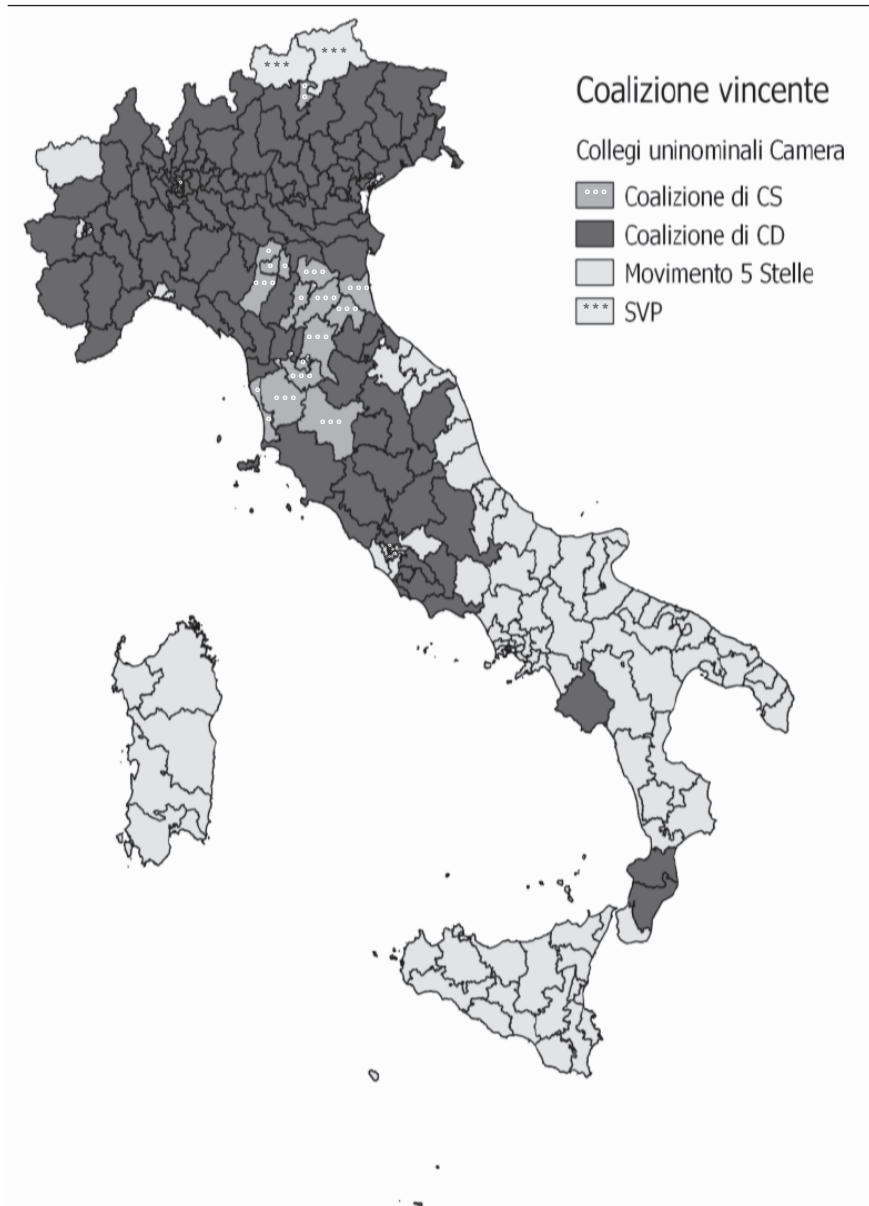 Coalizione vincente
Collegi uninominali Camera
Coalizione di CS
Coalizione di CD
Movimento 5 Stelle
SVP